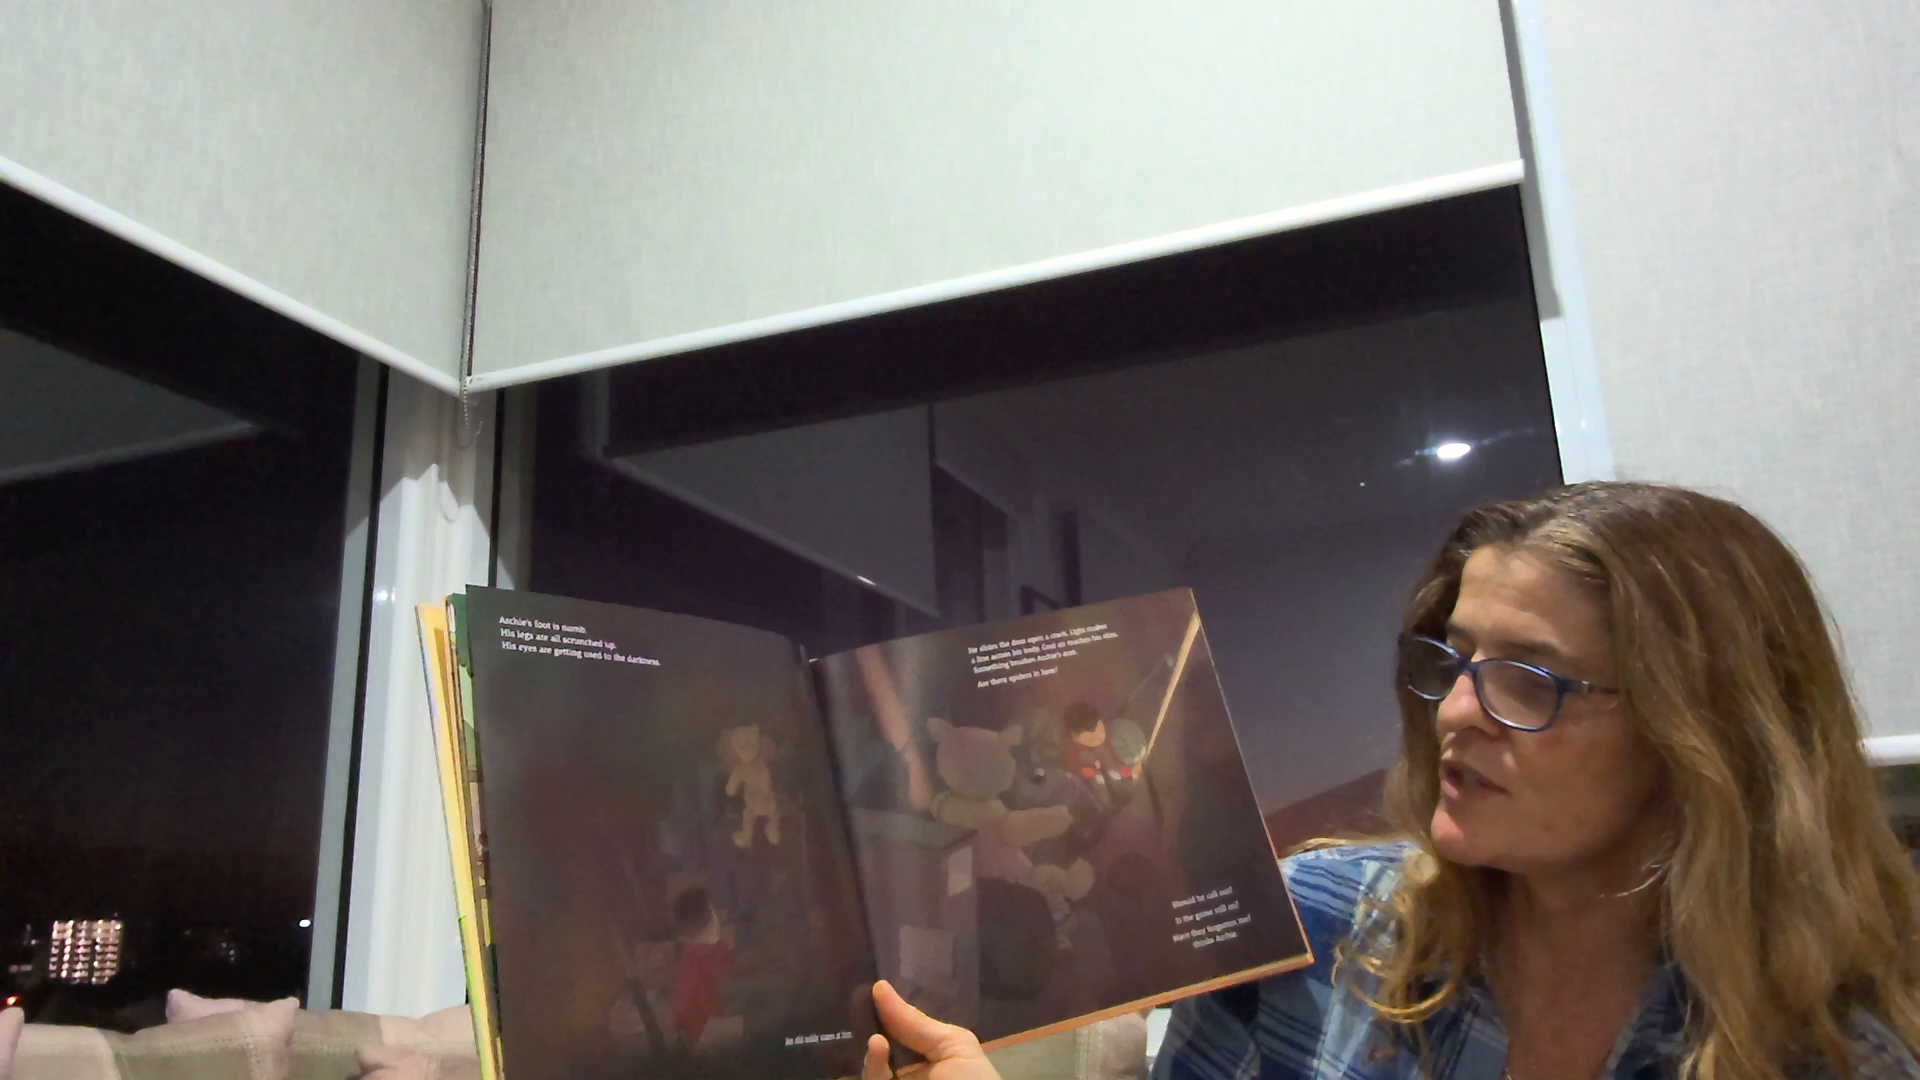 Archie's foot is numb.
His legs are all scrunched up.
His eyes are getting used to the darkness.
An old teddy stares at him.
He slides the door open a crack. Light makes
a line across his body. Cool air reaches his skin.
Something brushes Archie's arm.
Are there spiders in here?
Should he call out?
Is the game still on?
Have they forgotten me?
thinks Archie.